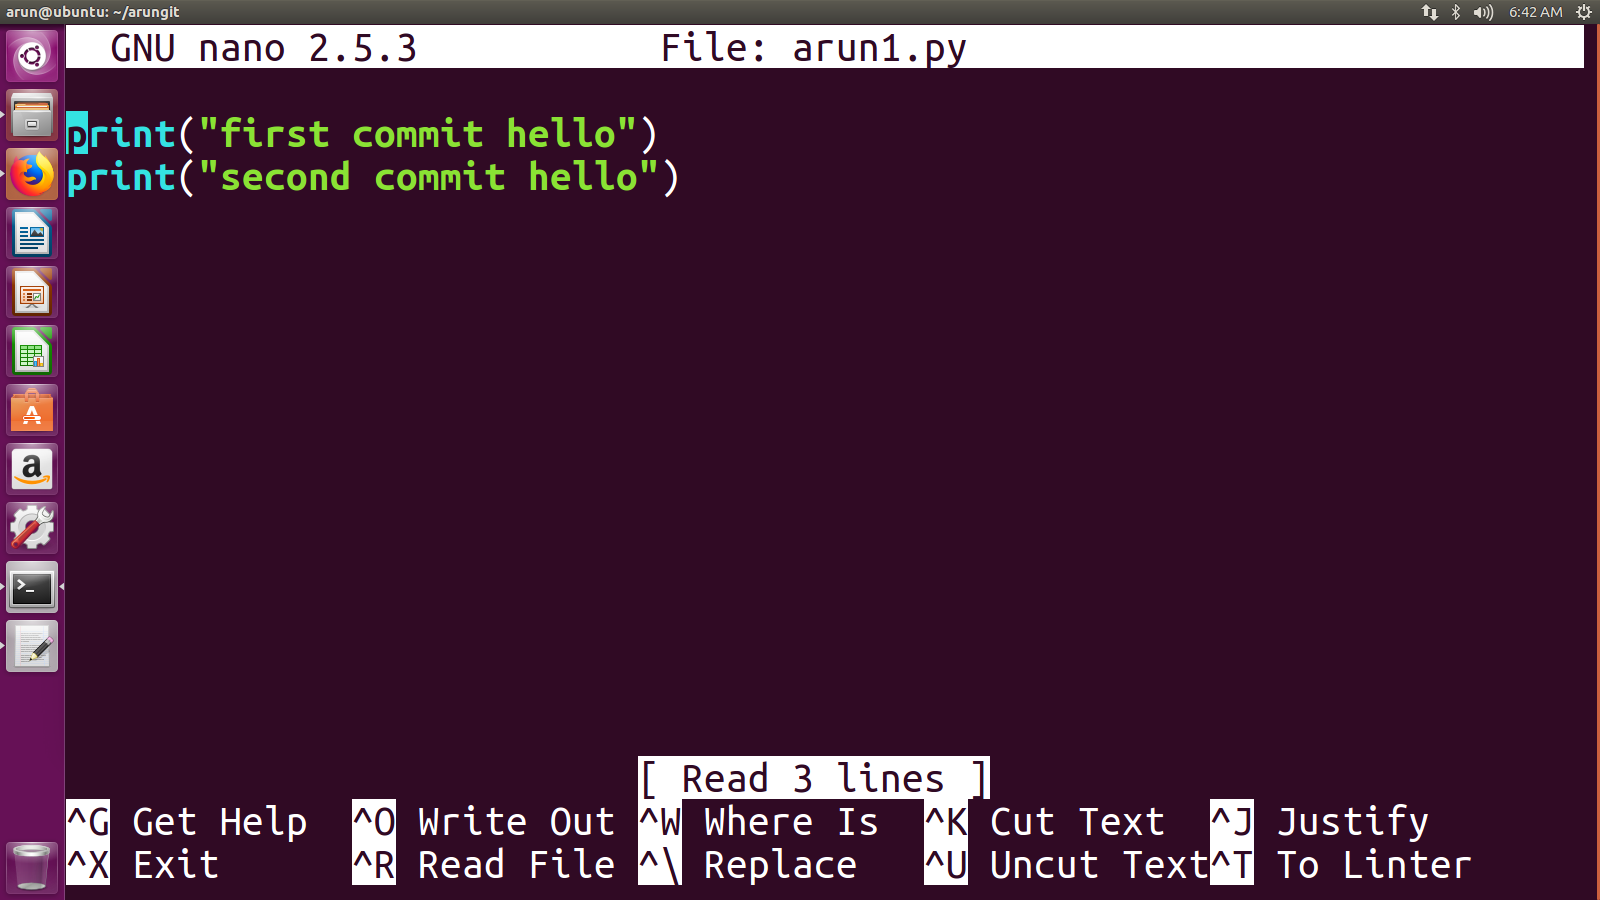 arun@ubuntu: ~/arungit 6:42 AM
GNU nano 2.5.3 File: arun1.py
print("first commit hello")
print("second commit hello")
[ Read 3 lines ]
^G Get Help ^O Write Out ^W Where Is ^K Cut Text ^J Justify
^X Exit ^R Read File ^\ Replace ^U Uncut Text ^T To Linter